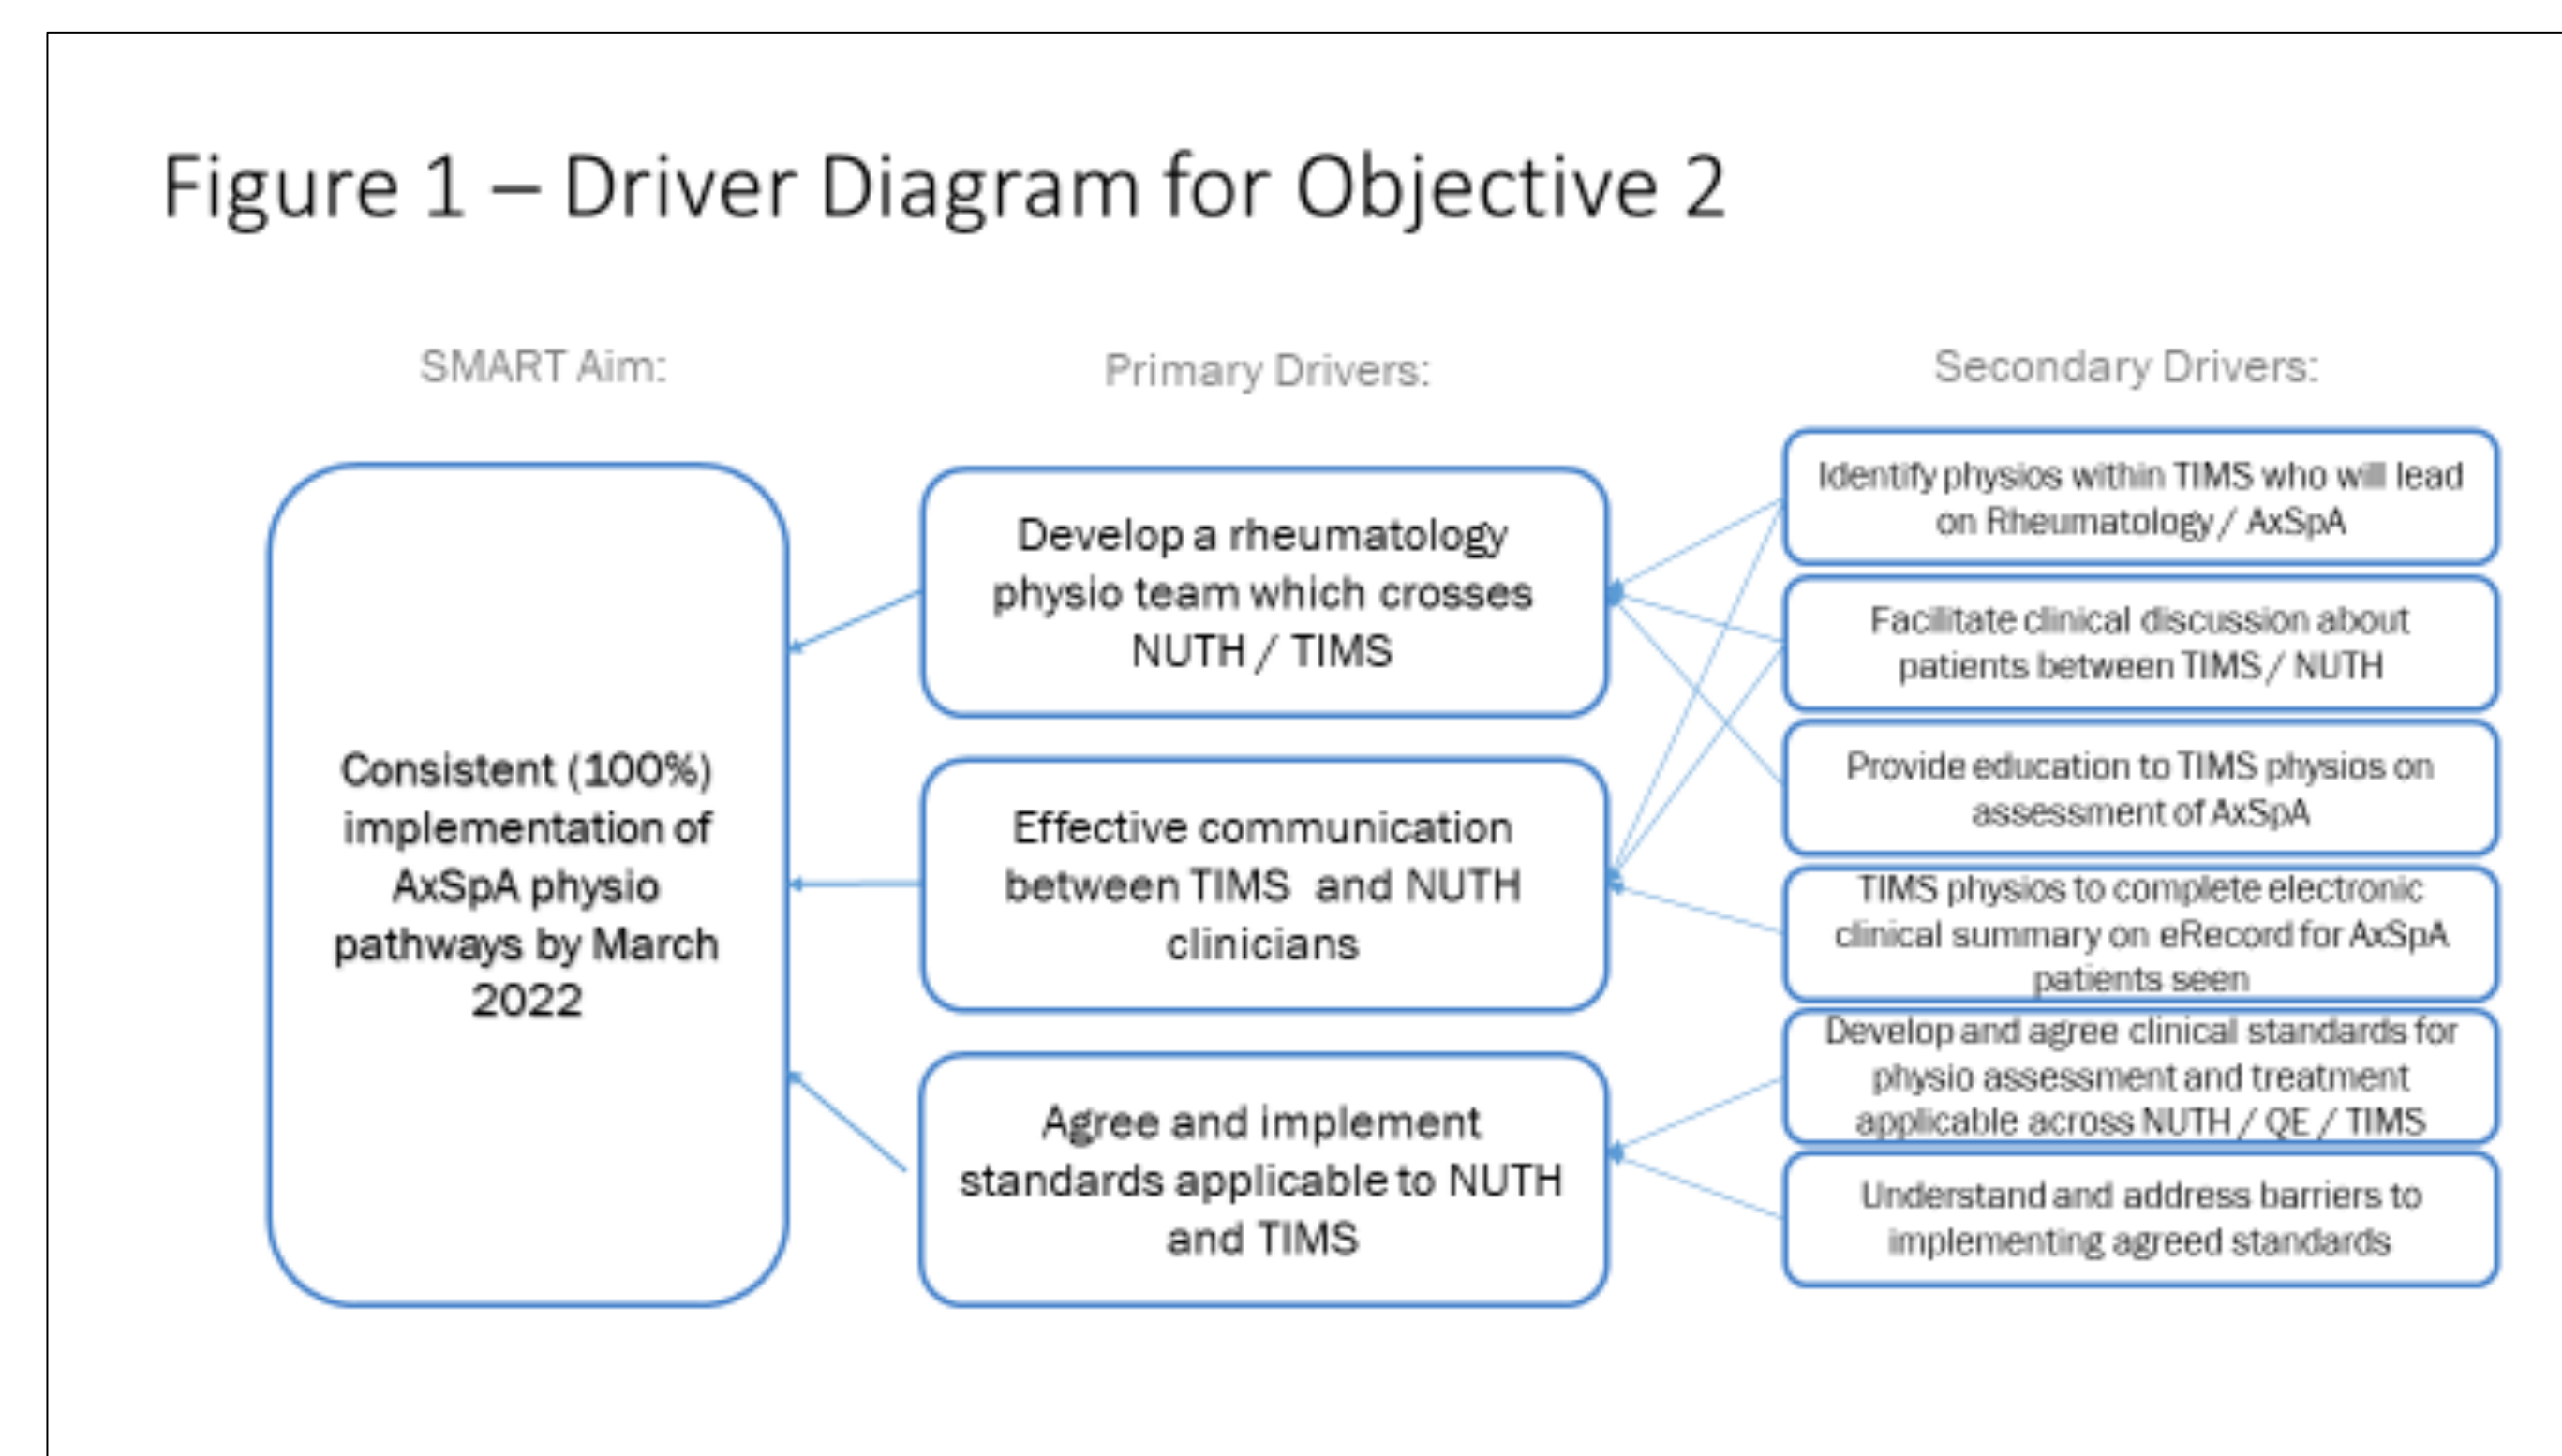 Figure 1 – Driver Diagram for Objective 2
SMART Aim:
Primary Drivers:
Secondary Drivers:
Consistent (100%)
implementation of
AxSpA physio
pathways by March
2022
Develop a rheumatology
physio team which crosses
NUTH / TIMS
Effective communication
between TIMS and NUTH
clinicians
Agree and implement
standards applicable to NUTH
and TIMS
Identify physios within TIMS who will lead
on Rheumatology / AxSpA
Facilitate clinical discussion about
patients between TIMS / NUTH
Provide education to TIMS physios on
assessment of AxSpA
TIMS physios to complete electronic
clinical summary on eRecord for AxSpA
patients seen
Develop and agree clinical standards for
physio assessment and treatment
applicable across NUTH / QE / TIMS
Understand and address barriers to
implementing agreed standards